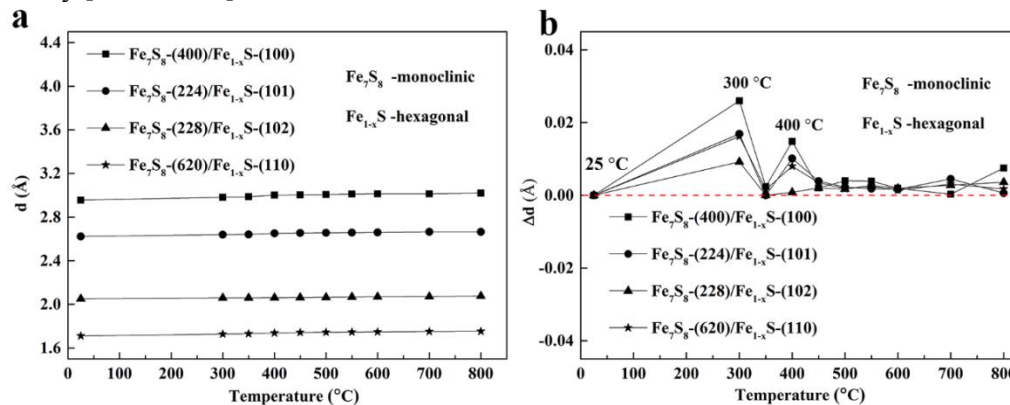 a
4.4
4.0
3.6
3.2
2.8
2.4
2.0
1.6
d (Å)
Fe₇S₈-(400)/Fe₁₋ₓS-(100)
Fe₇S₈-(224)/Fe₁₋ₓS-(101)
Fe₇S₈-(228)/Fe₁₋ₓS-(102)
Fe₇S₈-(620)/Fe₁₋ₓS-(110)
Fe₇S₈ -monoclinic
Fe₁₋ₓS -hexagonal
0 100 200 300 400 500 600 700 800
Temperature (°C)
b
0.04
0.02
0.00
-0.02
-0.04
Δd (Å)
25 °C
300 °C
400 °C
Fe₇S₈ -monoclinic
Fe₁₋ₓS -hexagonal
Fe₇S₈-(400)/Fe₁₋ₓS-(100)
Fe₇S₈-(224)/Fe₁₋ₓS-(101)
Fe₇S₈-(228)/Fe₁₋ₓS-(102)
Fe₇S₈-(620)/Fe₁₋ₓS-(110)
0 100 200 300 400 500 600 700 800
Temperature (°C)